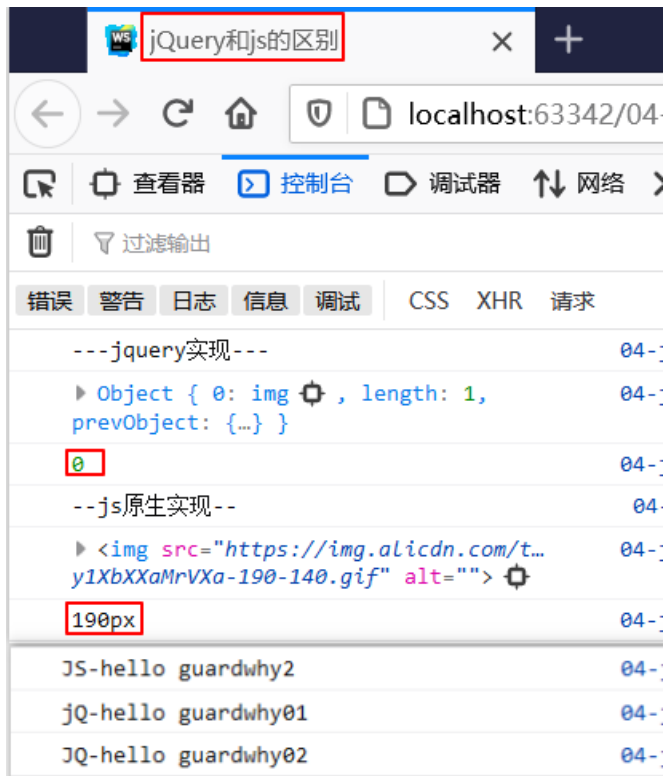 WS jQuery和js的区别
localhost:63342/04-
查看器 控制台 调试器 网络
过滤输出
错误 警告 日志 信息 调试 CSS XHR 请求
---jquery实现--- 04-j
Object { 0: img , length: 1, 04-j
prevObject: {…} }
0 04-j
--js原生实现-- 04-
<img src="https://img.alicdn.com/t… 04-j
y1XbXXaMrVXa-190-140.gif" alt="">
190px 04-j
JS-hello guardwhy2 04-j
jQ-hello guardwhy01 04-j
JQ-hello guardwhy02 04-j